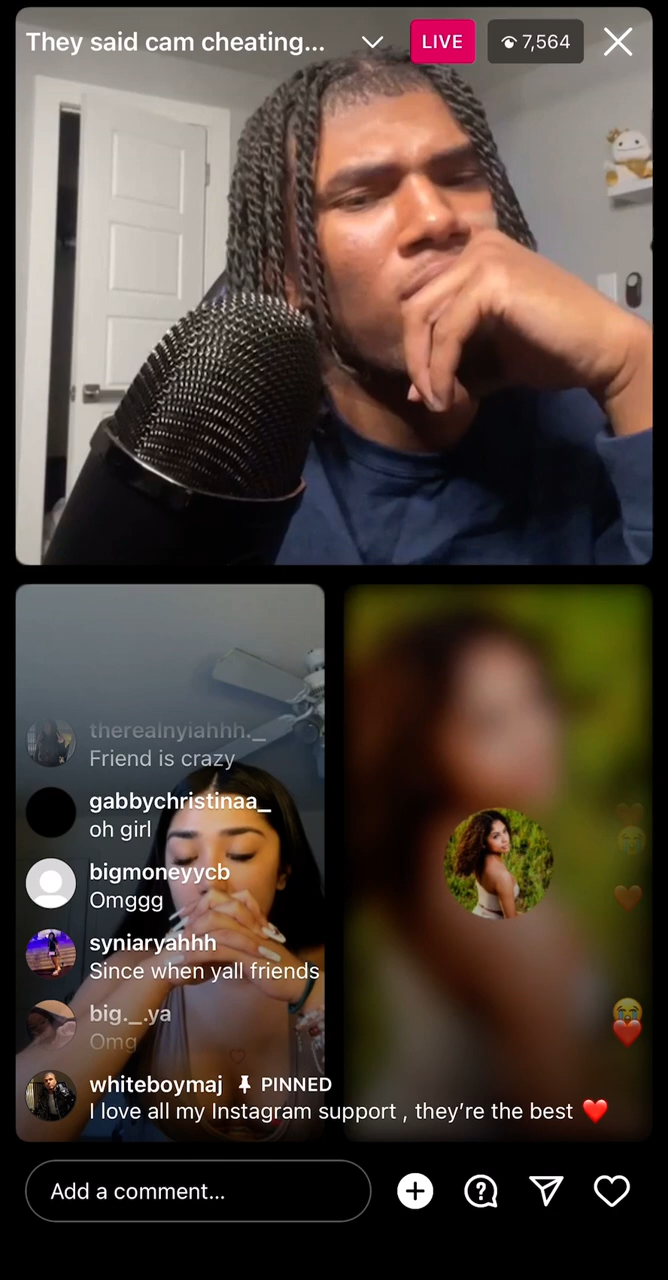 They said cam cheating...
LIVE
7,564
therealnyiahhh._
Friend is crazy
gabbychristinaa_
oh girl
bigmoneyycb
Omggg
syniaryahhh
Since when yall friends
big._.ya
Omg
whiteboymaj PINNED
I love all my Instagram support , they’re the best ❤️
Add a comment...